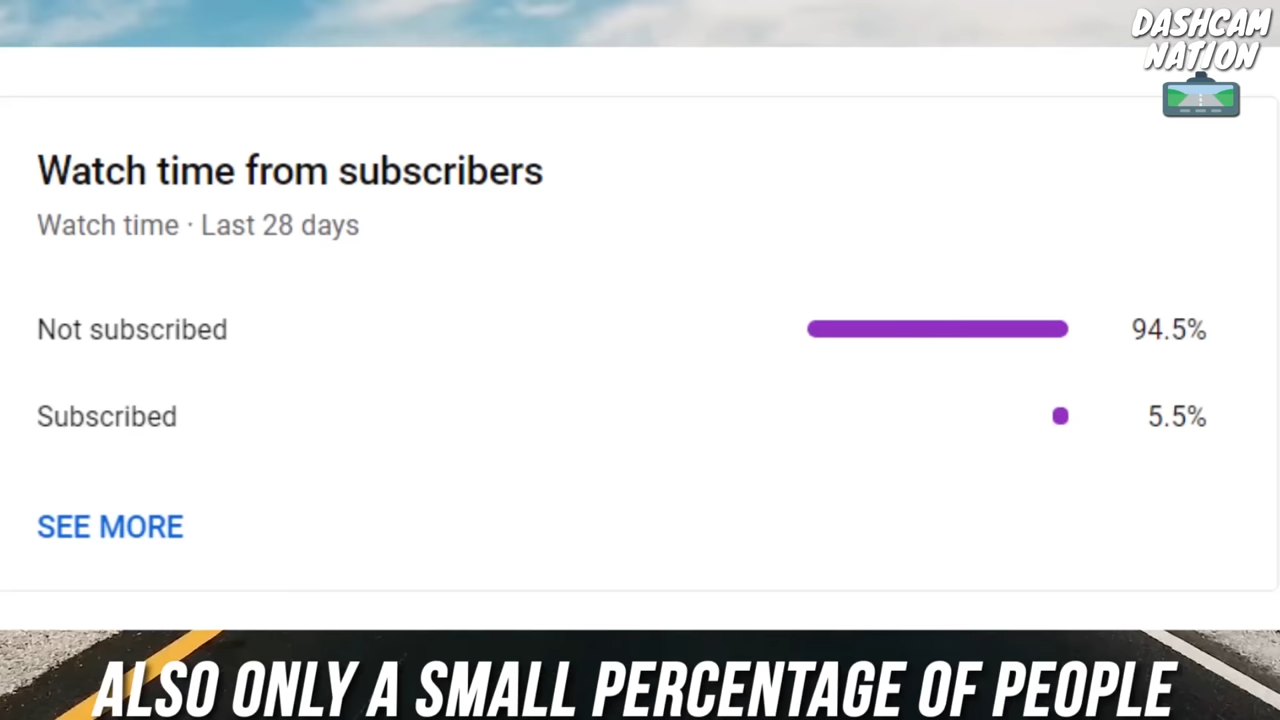 DASHCAM
NATION
Watch time from subscribers
Watch time · Last 28 days
Not subscribed 94.5%
Subscribed 5.5%
SEE MORE
ALSO ONLY A SMALL PERCENTAGE OF PEOPLE